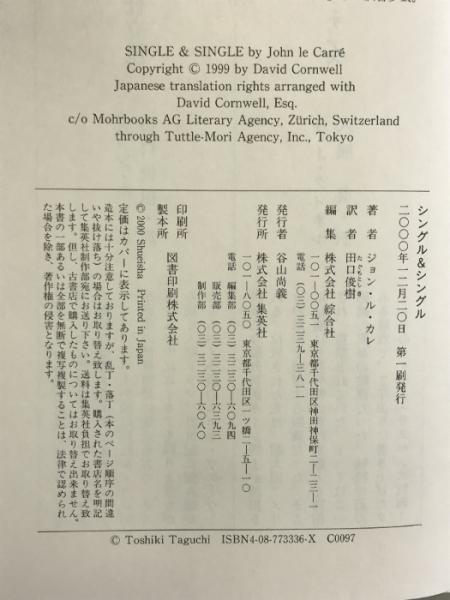 SINGLE & SINGLE by John le Carré
Copyright © 1999 by David Cornwell
Japanese translation rights arranged with
David Cornwell, Esq.
c/o Mohrbooks AG Literary Agency, Zürich, Switzerland
through Tuttle-Mori Agency, Inc., Tokyo
シングル&シングル
二〇〇〇年一二月二〇日 第一刷発行
著者 ジョン・ル・カレ
訳者 田口俊樹
たぐちとしき
編集 株式会社 綜合社
一〇一―〇〇五一 東京都千代田区神田神保町二―二三―一
電話 (〇三) 三二三九―三八一一
発行者 谷山尚義
発行所 株式会社 集英社
一〇一―八〇五〇 東京都千代田区一ツ橋二―五―一〇
電話 編集部 (〇三) 三二三〇―六〇九四
販売部 (〇三) 三二三〇―六三九三
制作部 (〇三) 三二三〇―六〇八〇
印刷所 図書印刷株式会社
製本所
© 2000 Shueisha Printed in Japan
定価はカバーに表示してあります。
造本には十分注意しておりますが、乱丁・落丁(本のページ順序の間違
いや抜け落ち)の場合はお取り替え致します。購入された書店名を明記
して集英社制作部宛にお送り下さい。送料は集英社負担でお取り替え致
します。但し、古書店で購入したものについてはお取り替え出来ません。
本書の一部あるいは全部を無断で複写複製することは、法律で認められ
た場合を除き、著作権の侵害となります。
© Toshiki Taguchi ISBN4-08-773336-X C0097